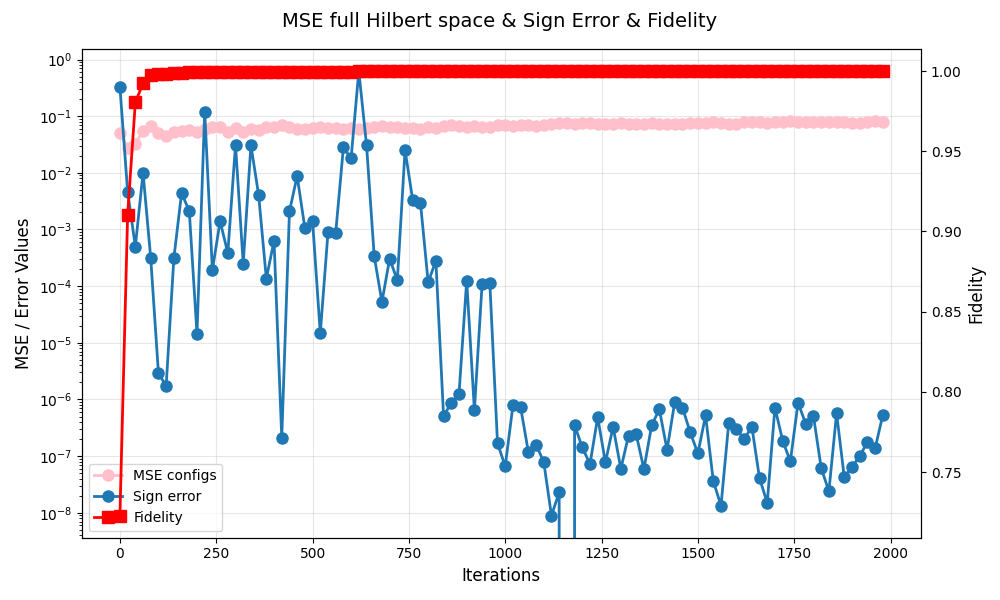 MSE full Hilbert space & Sign Error & Fidelity
10⁰
10⁻¹
10⁻²
10⁻³
10⁻⁴
10⁻⁵
10⁻⁶
10⁻⁷
10⁻⁸
MSE / Error Values
1.00
0.95
0.90
0.85
0.80
0.75
Fidelity
MSE configs
Sign error
Fidelity
0 250 500 750 1000 1250 1500 1750 2000
Iterations